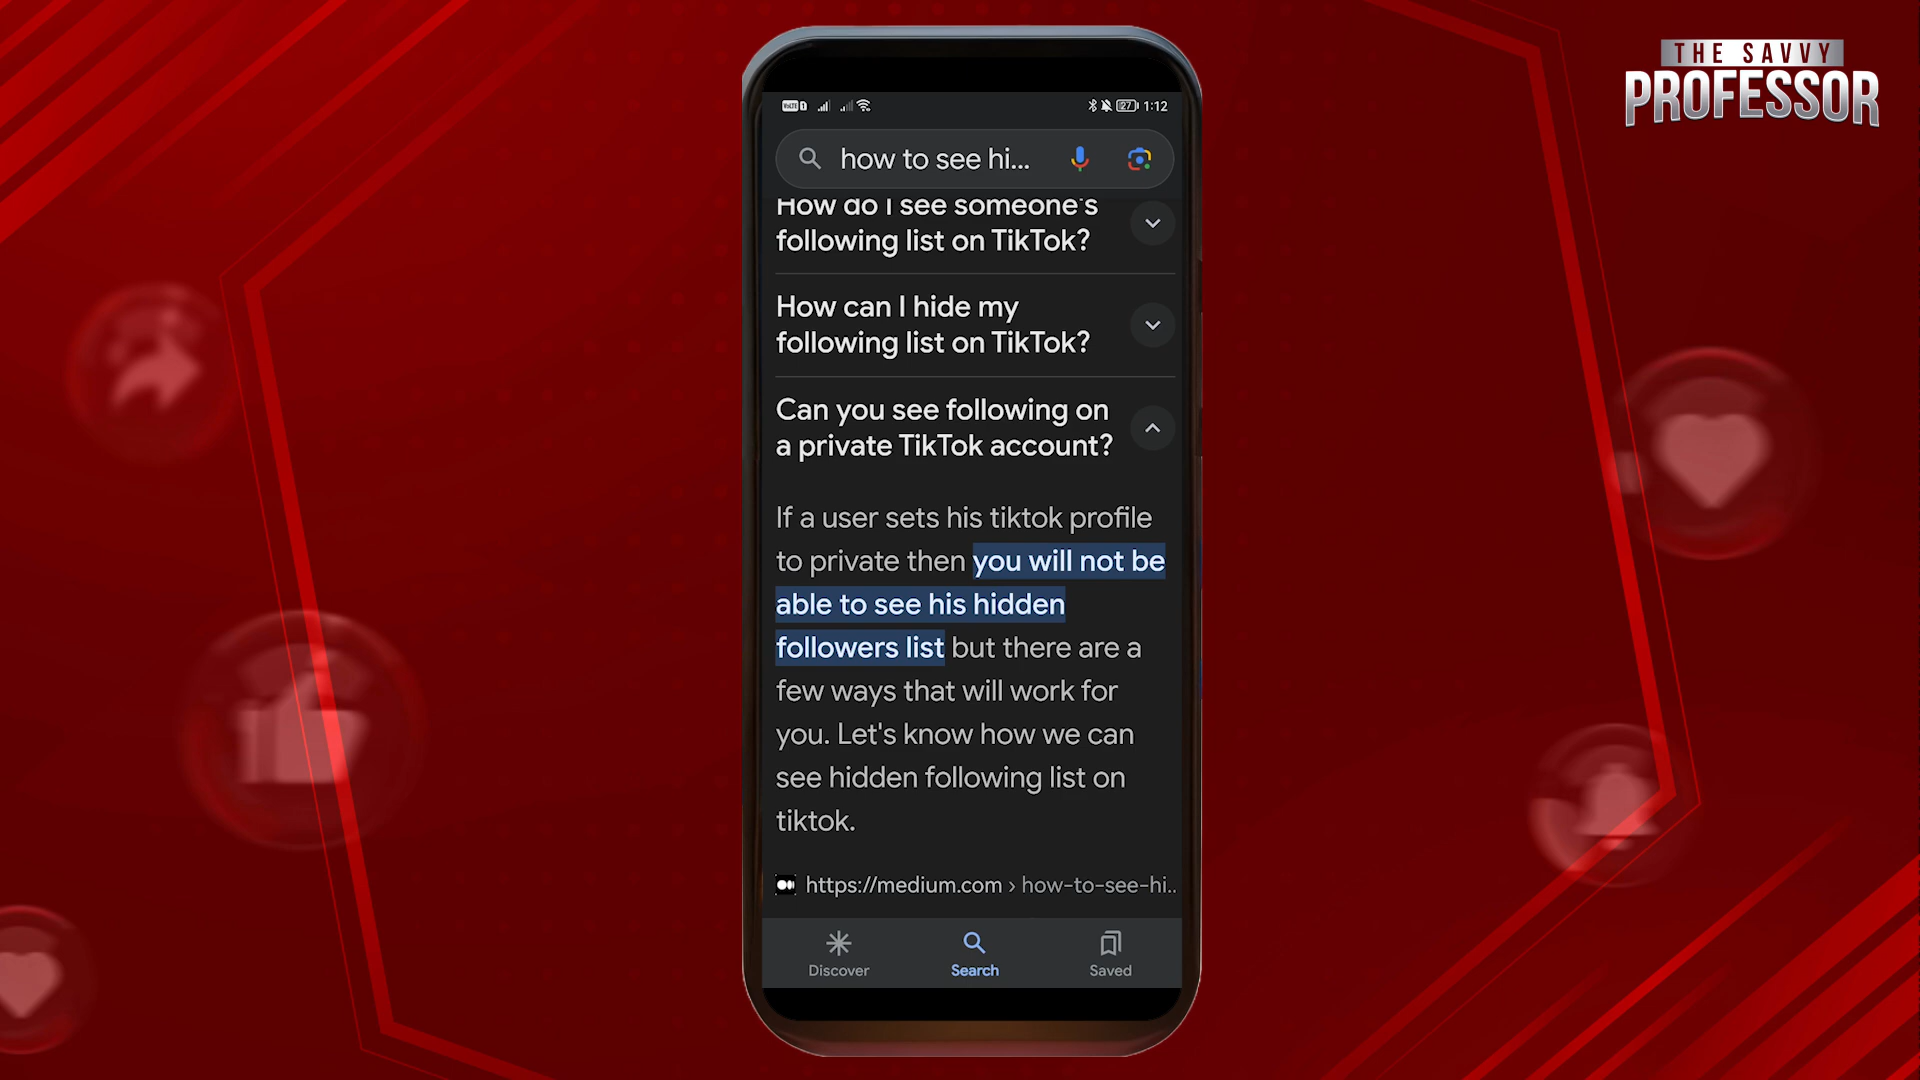 THE SAVVY
PROFESSOR
VoLTE
27
1:12
how to see hi...
How do I see someone's
following list on TikTok?
How can I hide my
following list on TikTok?
Can you see following on
a private TikTok account?
If a user sets his tiktok profile
to private then you will not be
able to see his hidden
followers list but there are a
few ways that will work for
you. Let's know how we can
see hidden following list on
tiktok.
https://medium.com › how-to-see-hi..
Discover
Search
Saved